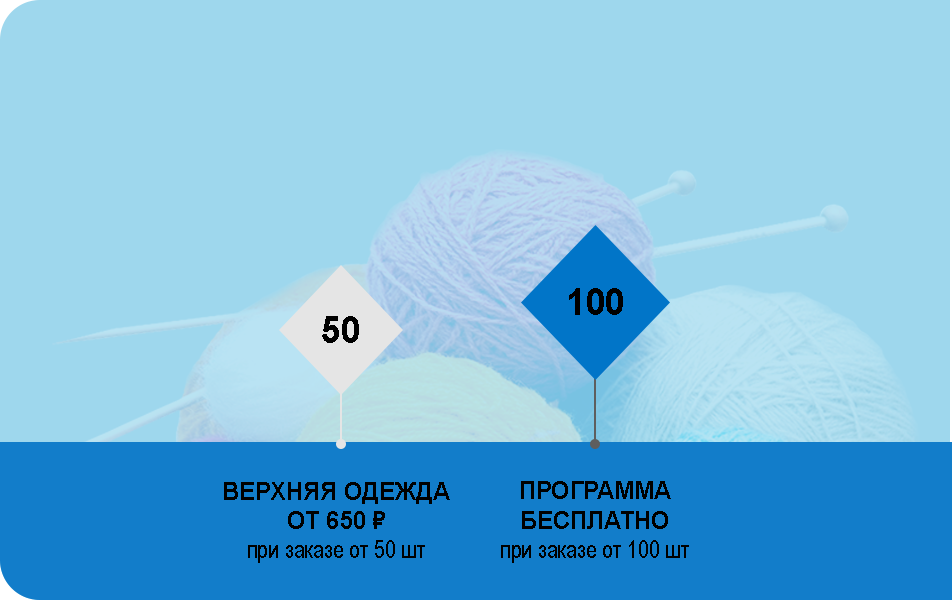 50
100
ВЕРХНЯЯ ОДЕЖДА
ОТ 650 ₽
при заказе от 50 шт
ПРОГРАММА
БЕСПЛАТНО
при заказе от 100 шт